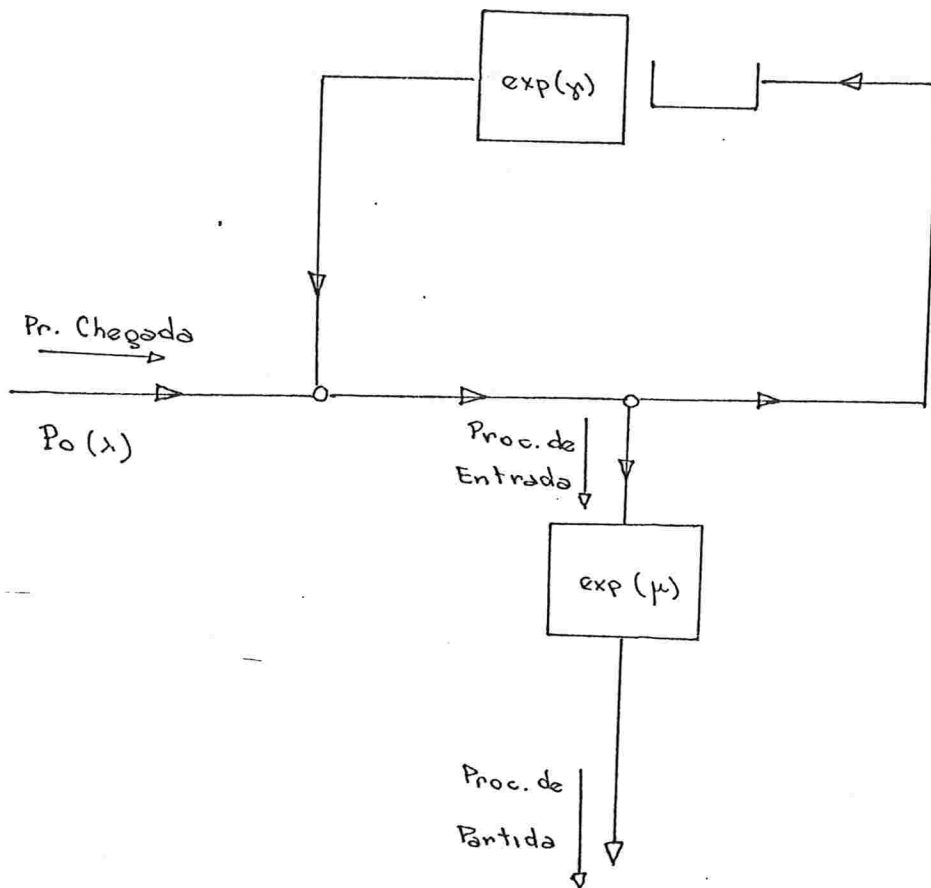 exp(γ)
Pr. Chegada
Po(λ)
Proc. de
Entrada
exp(μ)
Proc. de
Partida